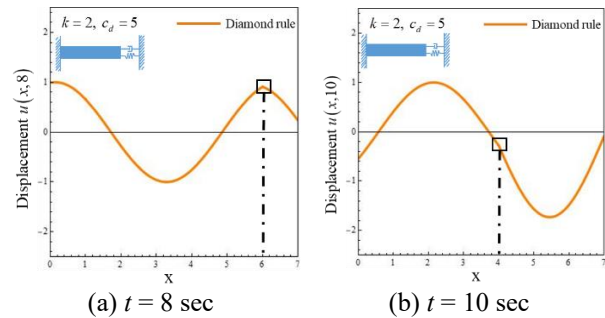 k = 2, c_d = 5
Diamond rule
Displacement u(x,8)
2
1
0
-1
-2
0 1 2 3 4 5 6 7
x
(a) t = 8 sec
k = 2, c_d = 5
Diamond rule
Displacement u(x,10)
2
1
0
-1
-2
0 1 2 3 4 5 6 7
x
(b) t = 10 sec